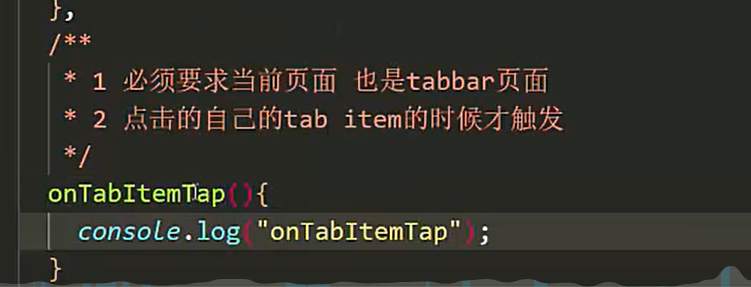 },
/**
* 1 必须要求当前页面 也是tabbar页面
* 2 点击的自己的tab item的时候才触发
*/
onTabItemTap(){
console.log("onTabItemTap");
}